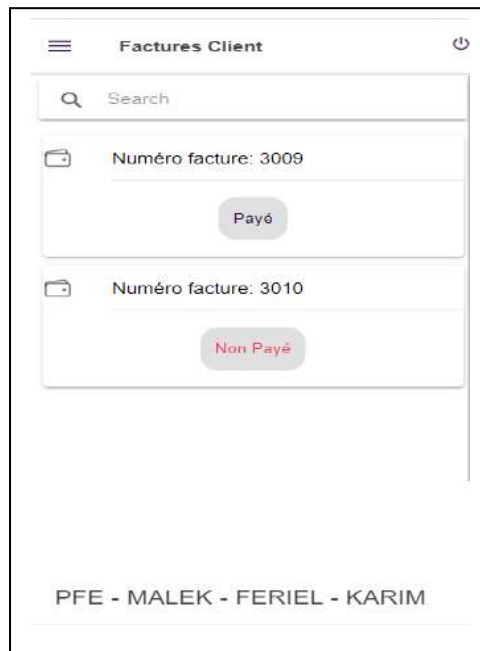 Factures Client
Search
Numéro facture: 3009
Payé
Numéro facture: 3010
Non Payé
PFE - MALEK - FERIEL - KARIM